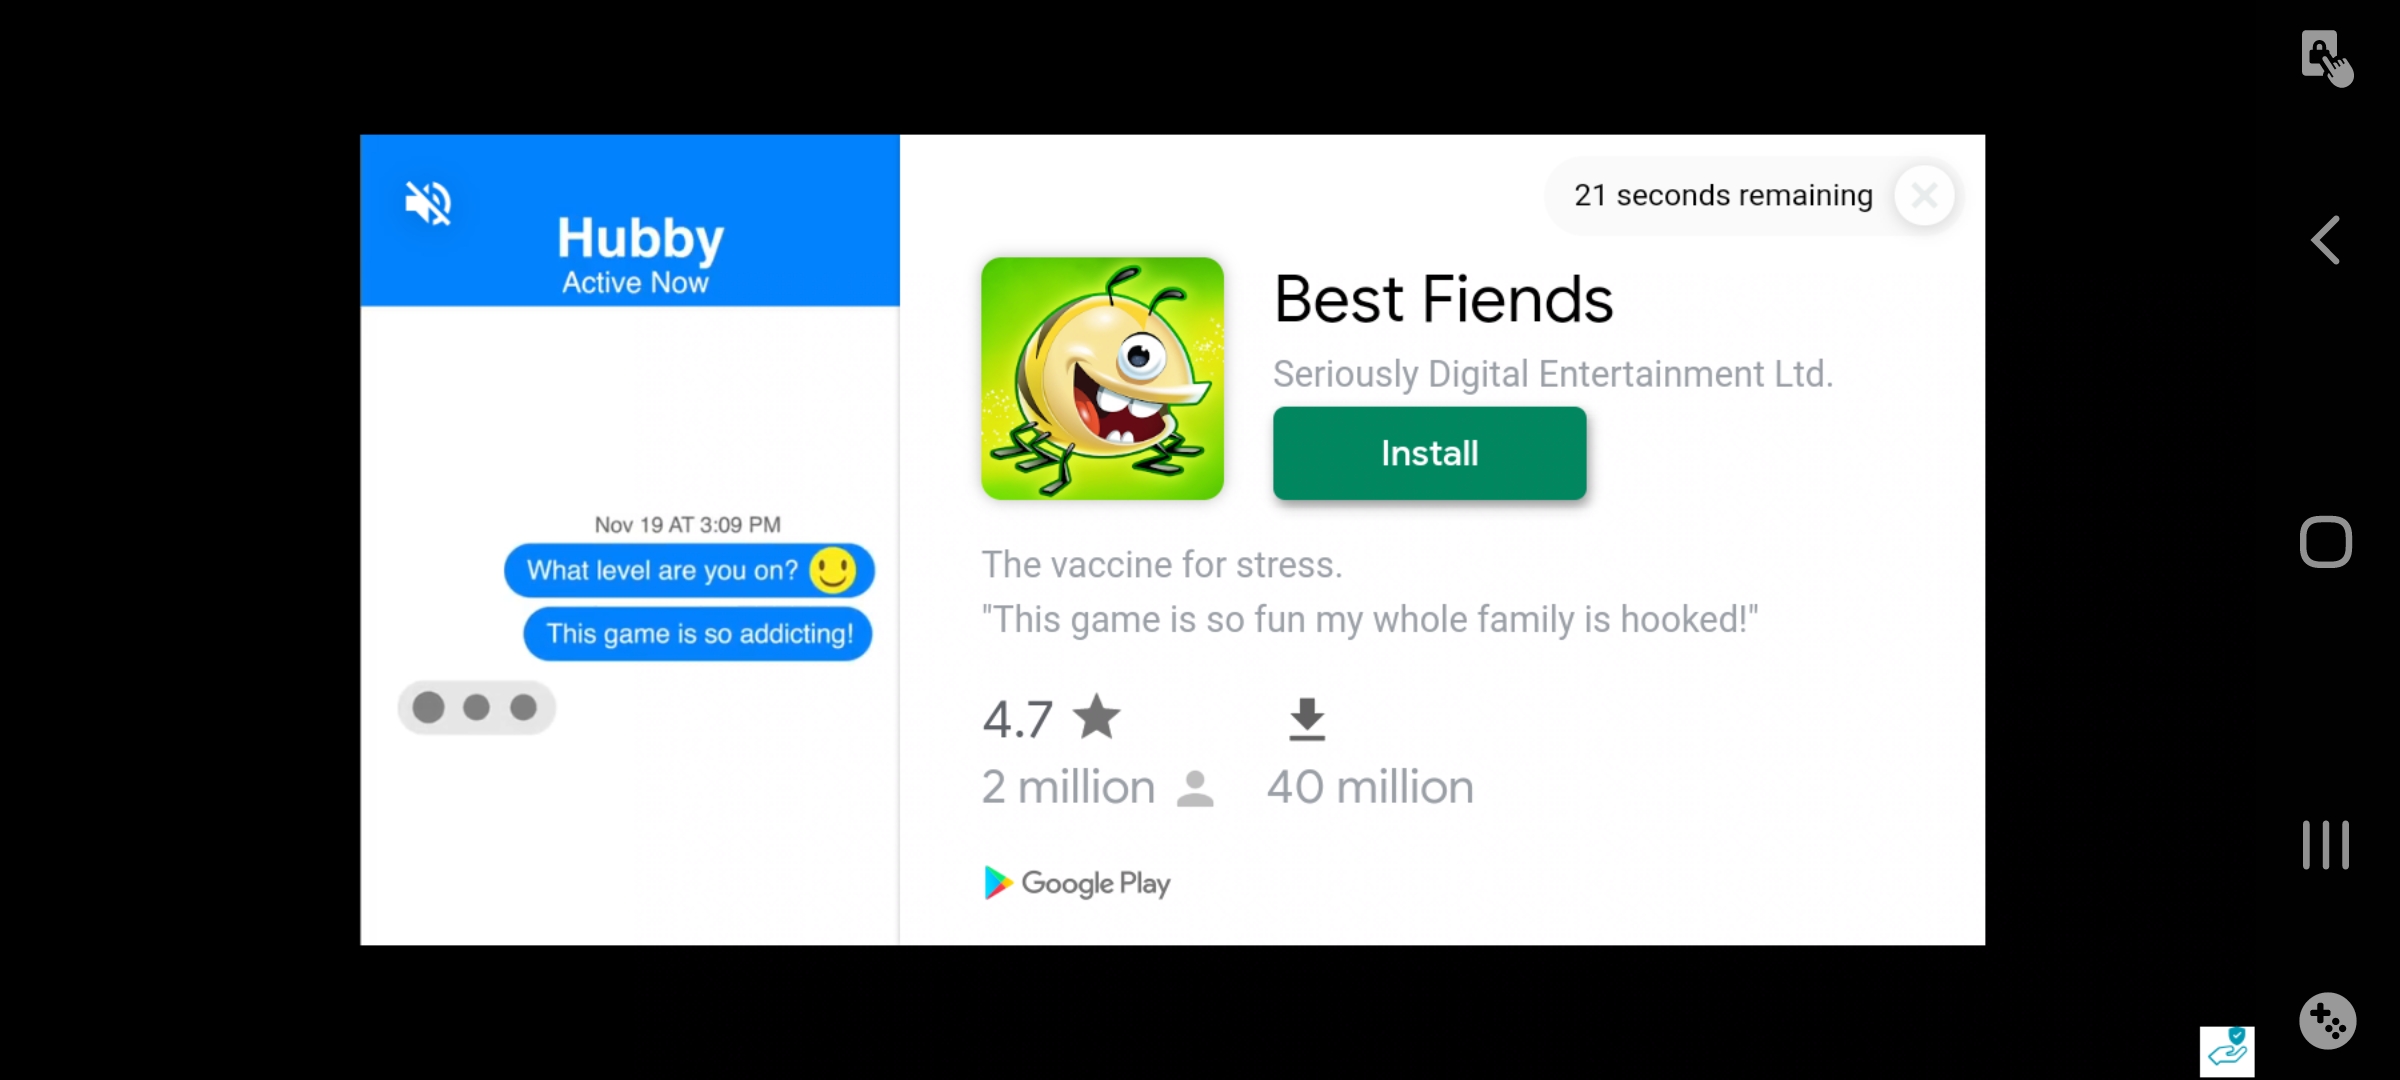 Hubby
Active Now
Nov 19 AT 3:09 PM
What level are you on?
This game is so addicting!
21 seconds remaining
Best Fiends
Seriously Digital Entertainment Ltd.
Install
The vaccine for stress.
"This game is so fun my whole family is hooked!"
4.7
2 million
40 million
Google Play